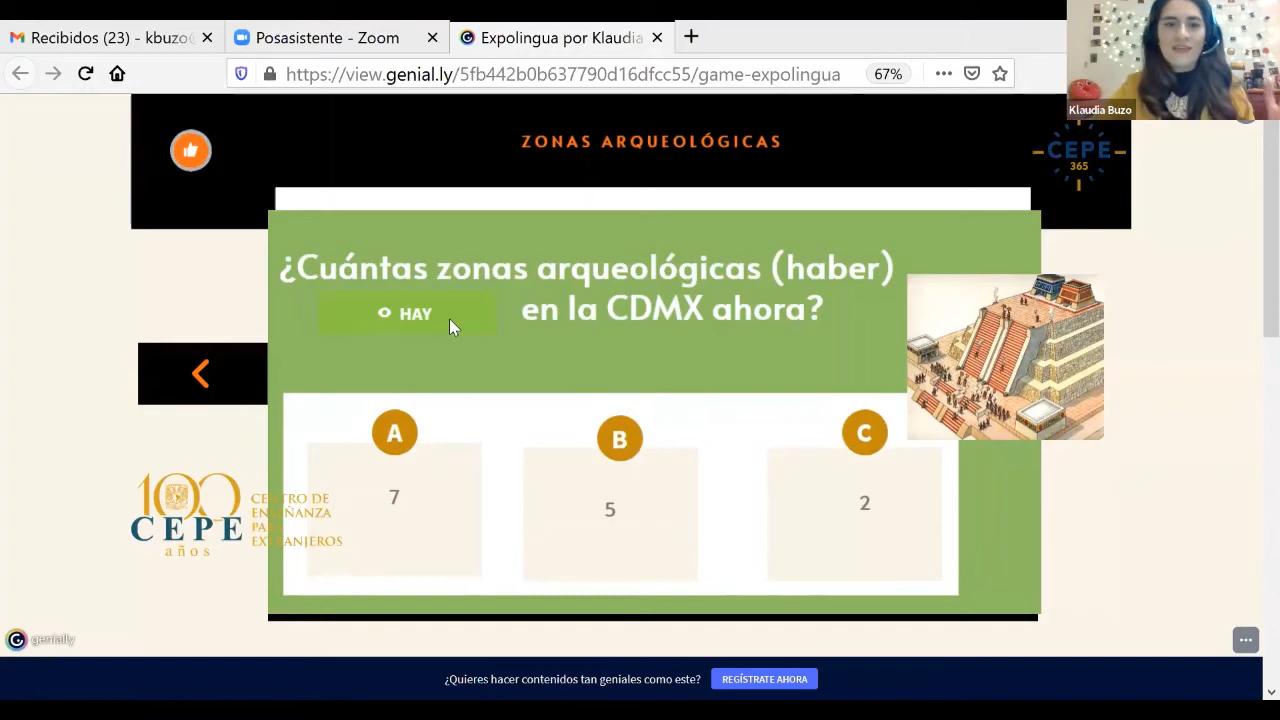 Recibidos (23) - kbuzo@
Posasistente - Zoom
Expolingua por Klaudia
https://view.genial.ly/5fb442b0b637790d16dfcc55/game-expolingua
67%
Klaudia Buzo
ZONAS ARQUEOLÓGICAS
CEPE
365
¿Cuántas zonas arqueológicas (haber)
HAY
en la CDMX ahora?
A
B
C
7
5
2
100
CEPE
años
CENTRO DE
ENSEÑANZA
PARA
EXTRANJEROS
genially
¿Quieres hacer contenidos tan geniales como este?
REGÍSTRATE AHORA